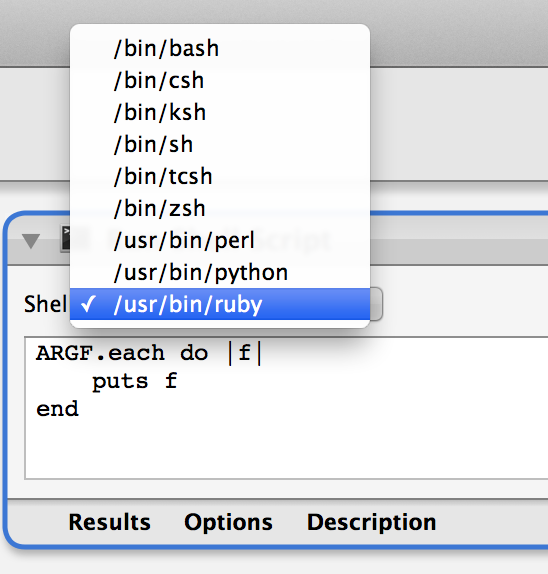 /bin/bash
/bin/csh
/bin/ksh
/bin/sh
/bin/tcsh
/bin/zsh
/usr/bin/perl
Script
/usr/bin/python
Shel
✓ /usr/bin/ruby
ARGF.each do |f|
    puts f
end
Results Options Description